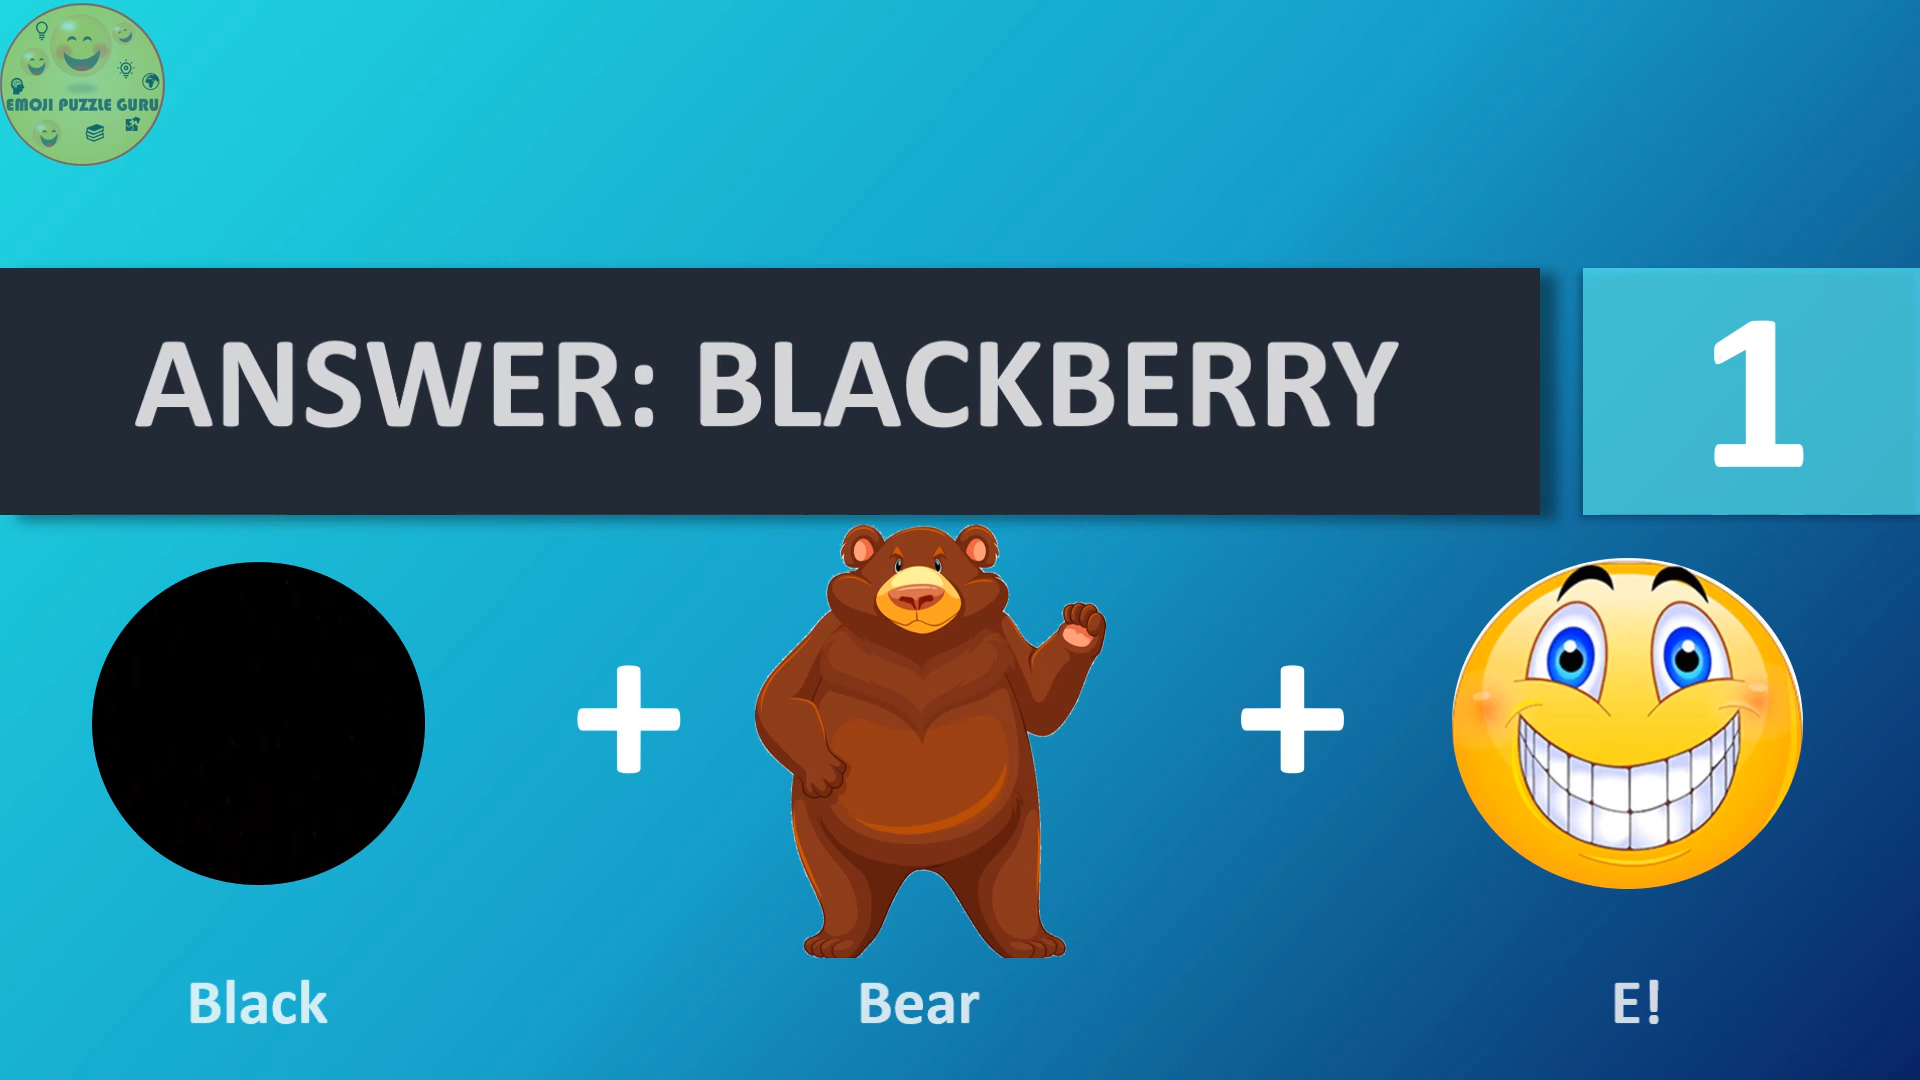 EMOJI PUZZLE GURU
ANSWER: BLACKBERRY
1
+
+
Black
Bear
E!